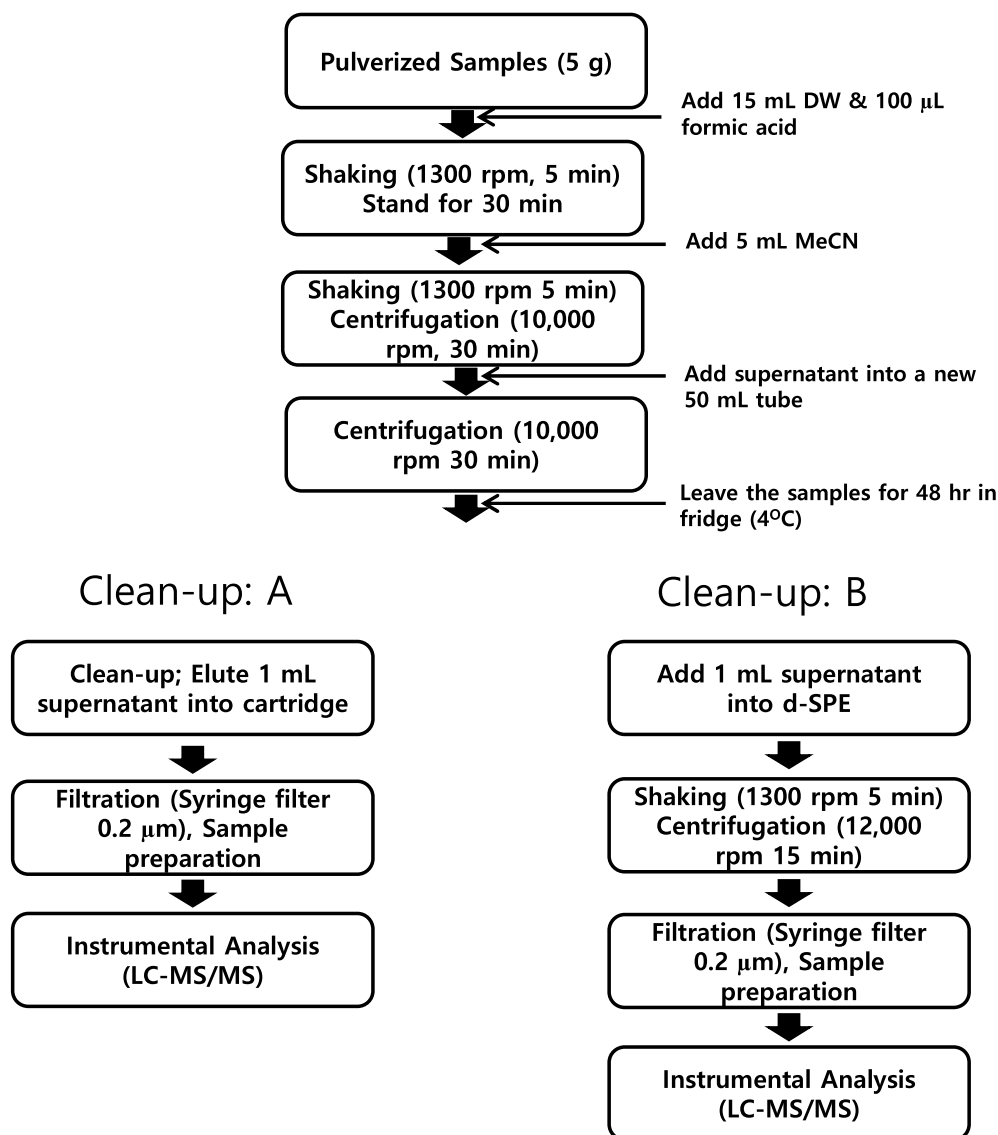 Pulverized Samples (5 g)
Add 15 mL DW & 100 μL
formic acid
Shaking (1300 rpm, 5 min)
Stand for 30 min
Add 5 mL MeCN
Shaking (1300 rpm 5 min)
Centrifugation (10,000
rpm, 30 min)
Add supernatant into a new
50 mL tube
Centrifugation (10,000
rpm 30 min)
Leave the samples for 48 hr in
fridge (4⁰C)
Clean-up: A
Clean-up; Elute 1 mL
supernatant into cartridge
Filtration (Syringe filter
0.2 μm), Sample
preparation
Instrumental Analysis
(LC-MS/MS)
Clean-up: B
Add 1 mL supernatant
into d-SPE
Shaking (1300 rpm 5 min)
Centrifugation (12,000
rpm 15 min)
Filtration (Syringe filter
0.2 μm), Sample
preparation
Instrumental Analysis
(LC-MS/MS)